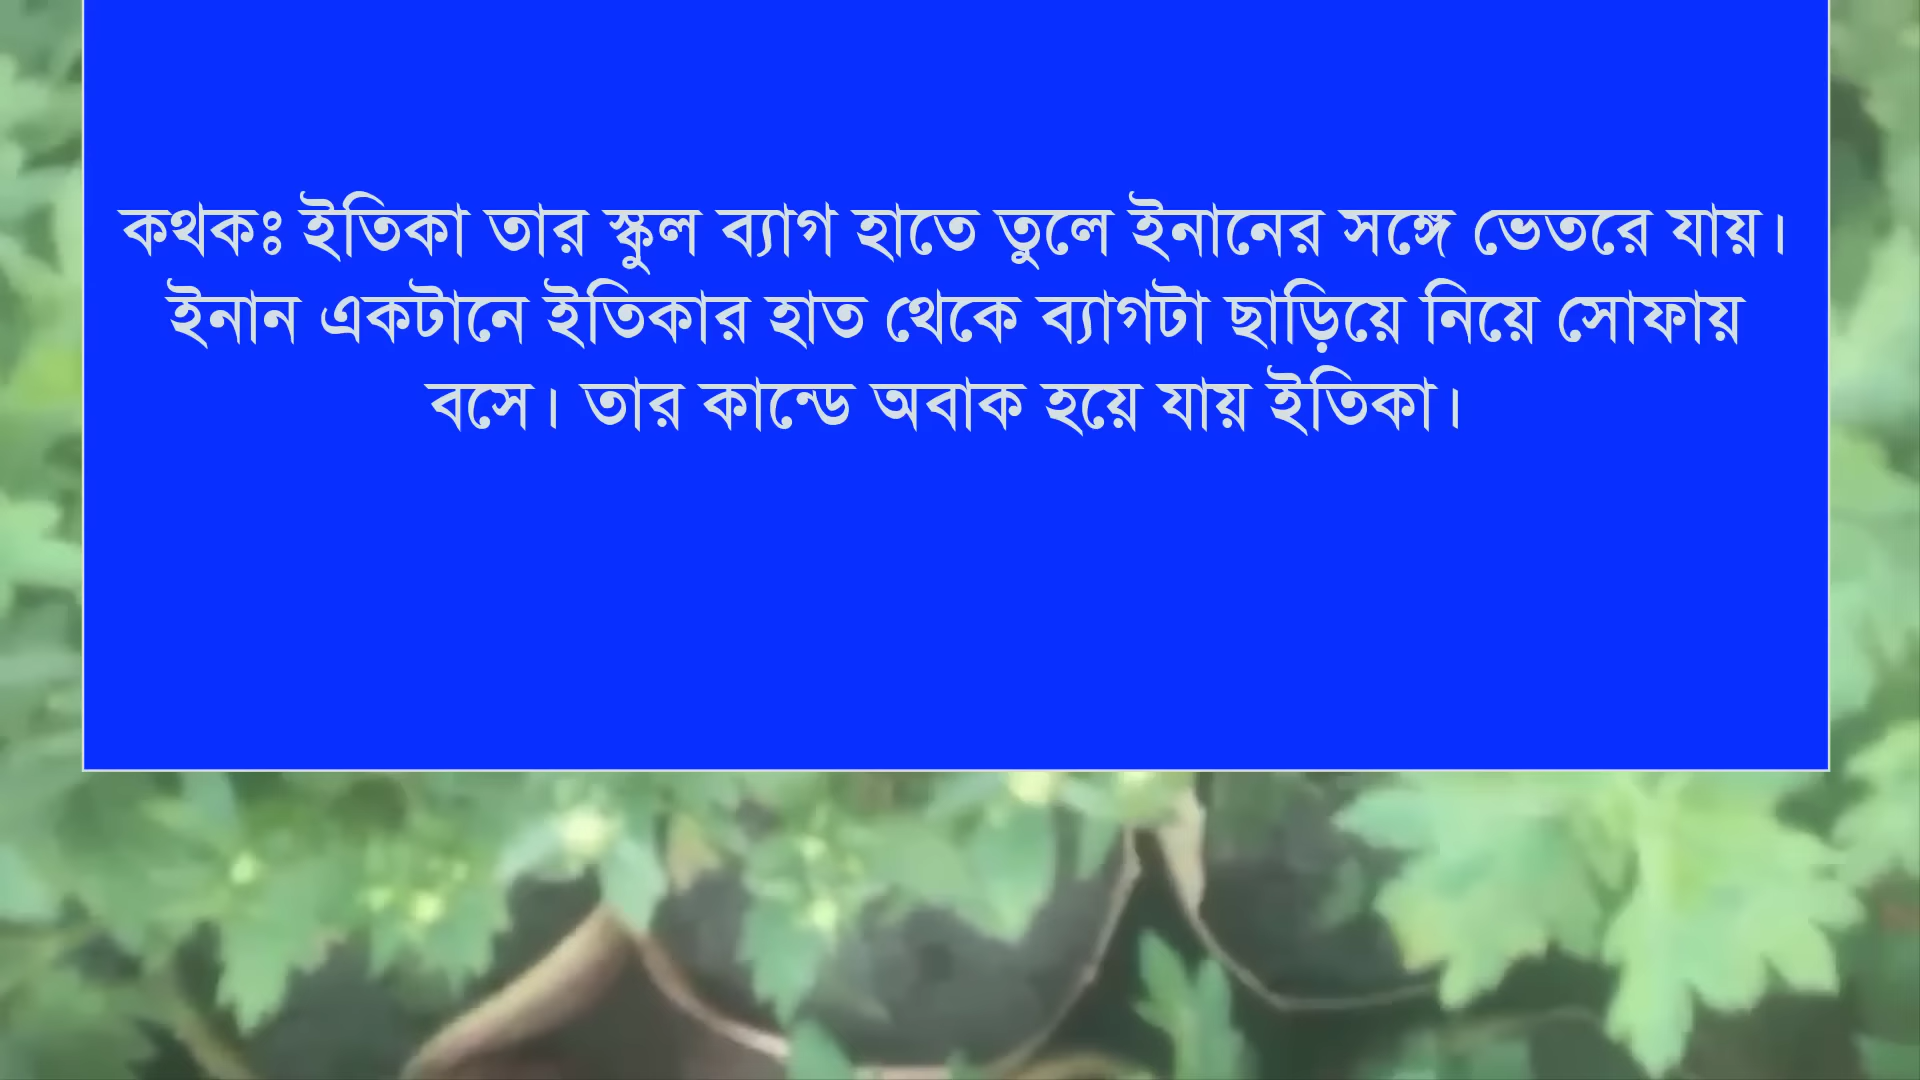 কথকঃ ইতিকা তার স্কুল ব্যাগ হাতে তুলে ইনানের সঙ্গে ভেতরে যায়।
ইনান একটানে ইতিকার হাত থেকে ব্যাগটা ছাড়িয়ে নিয়ে সোফায়
বসে। তার কান্ডে অবাক হয়ে যায় ইতিকা।